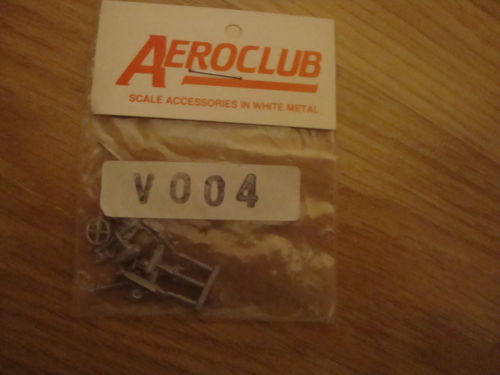 AEROCLUB
SCALE ACCESSORIES IN WHITE METAL
V004